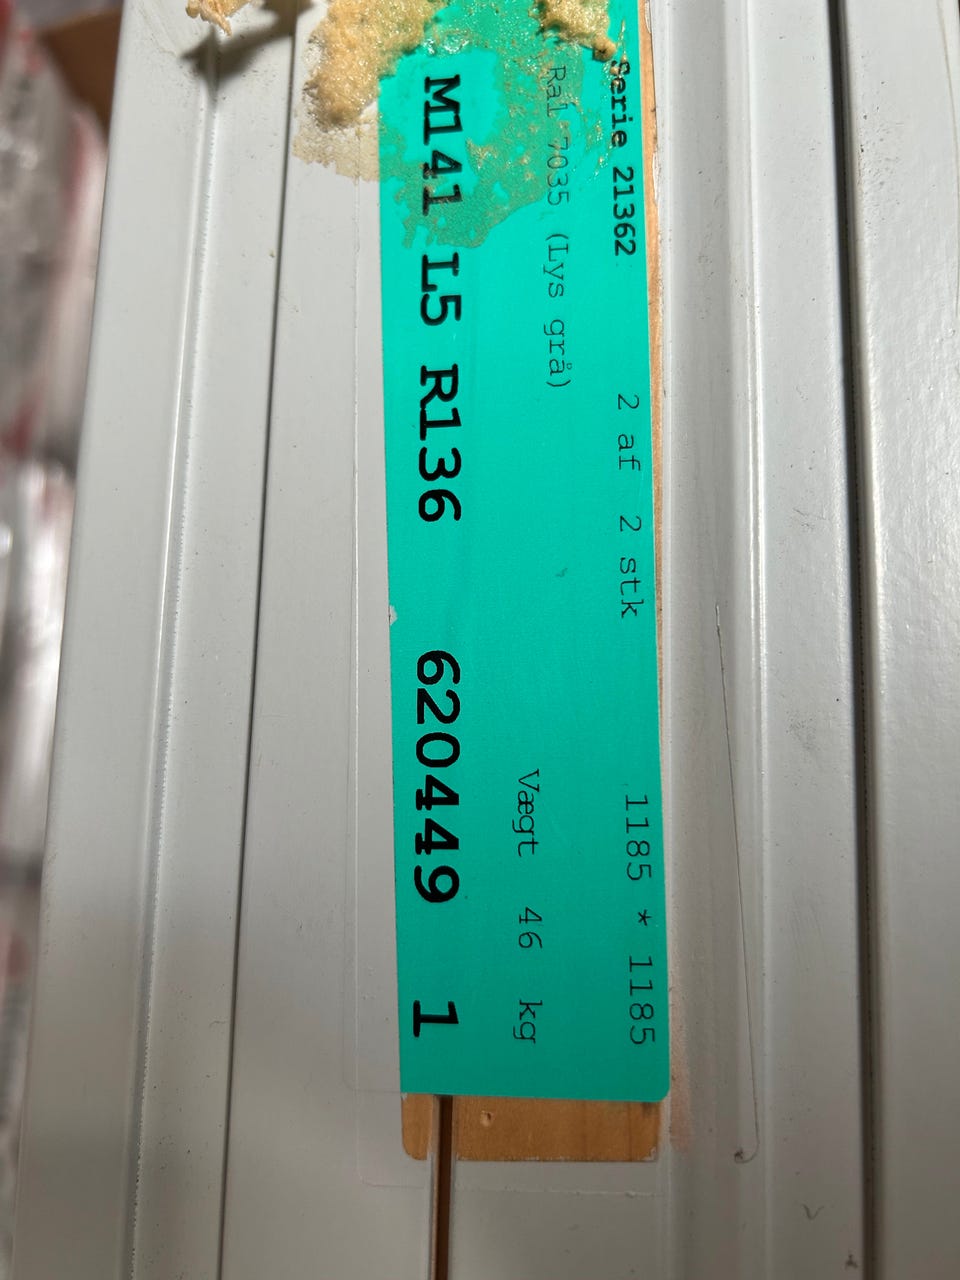 Serie 21362 2 af 2 stk 1185 * 1185
Ral 7035 (Lys grå)
Vægt 46 kg
M141 L5 R136 620449 1